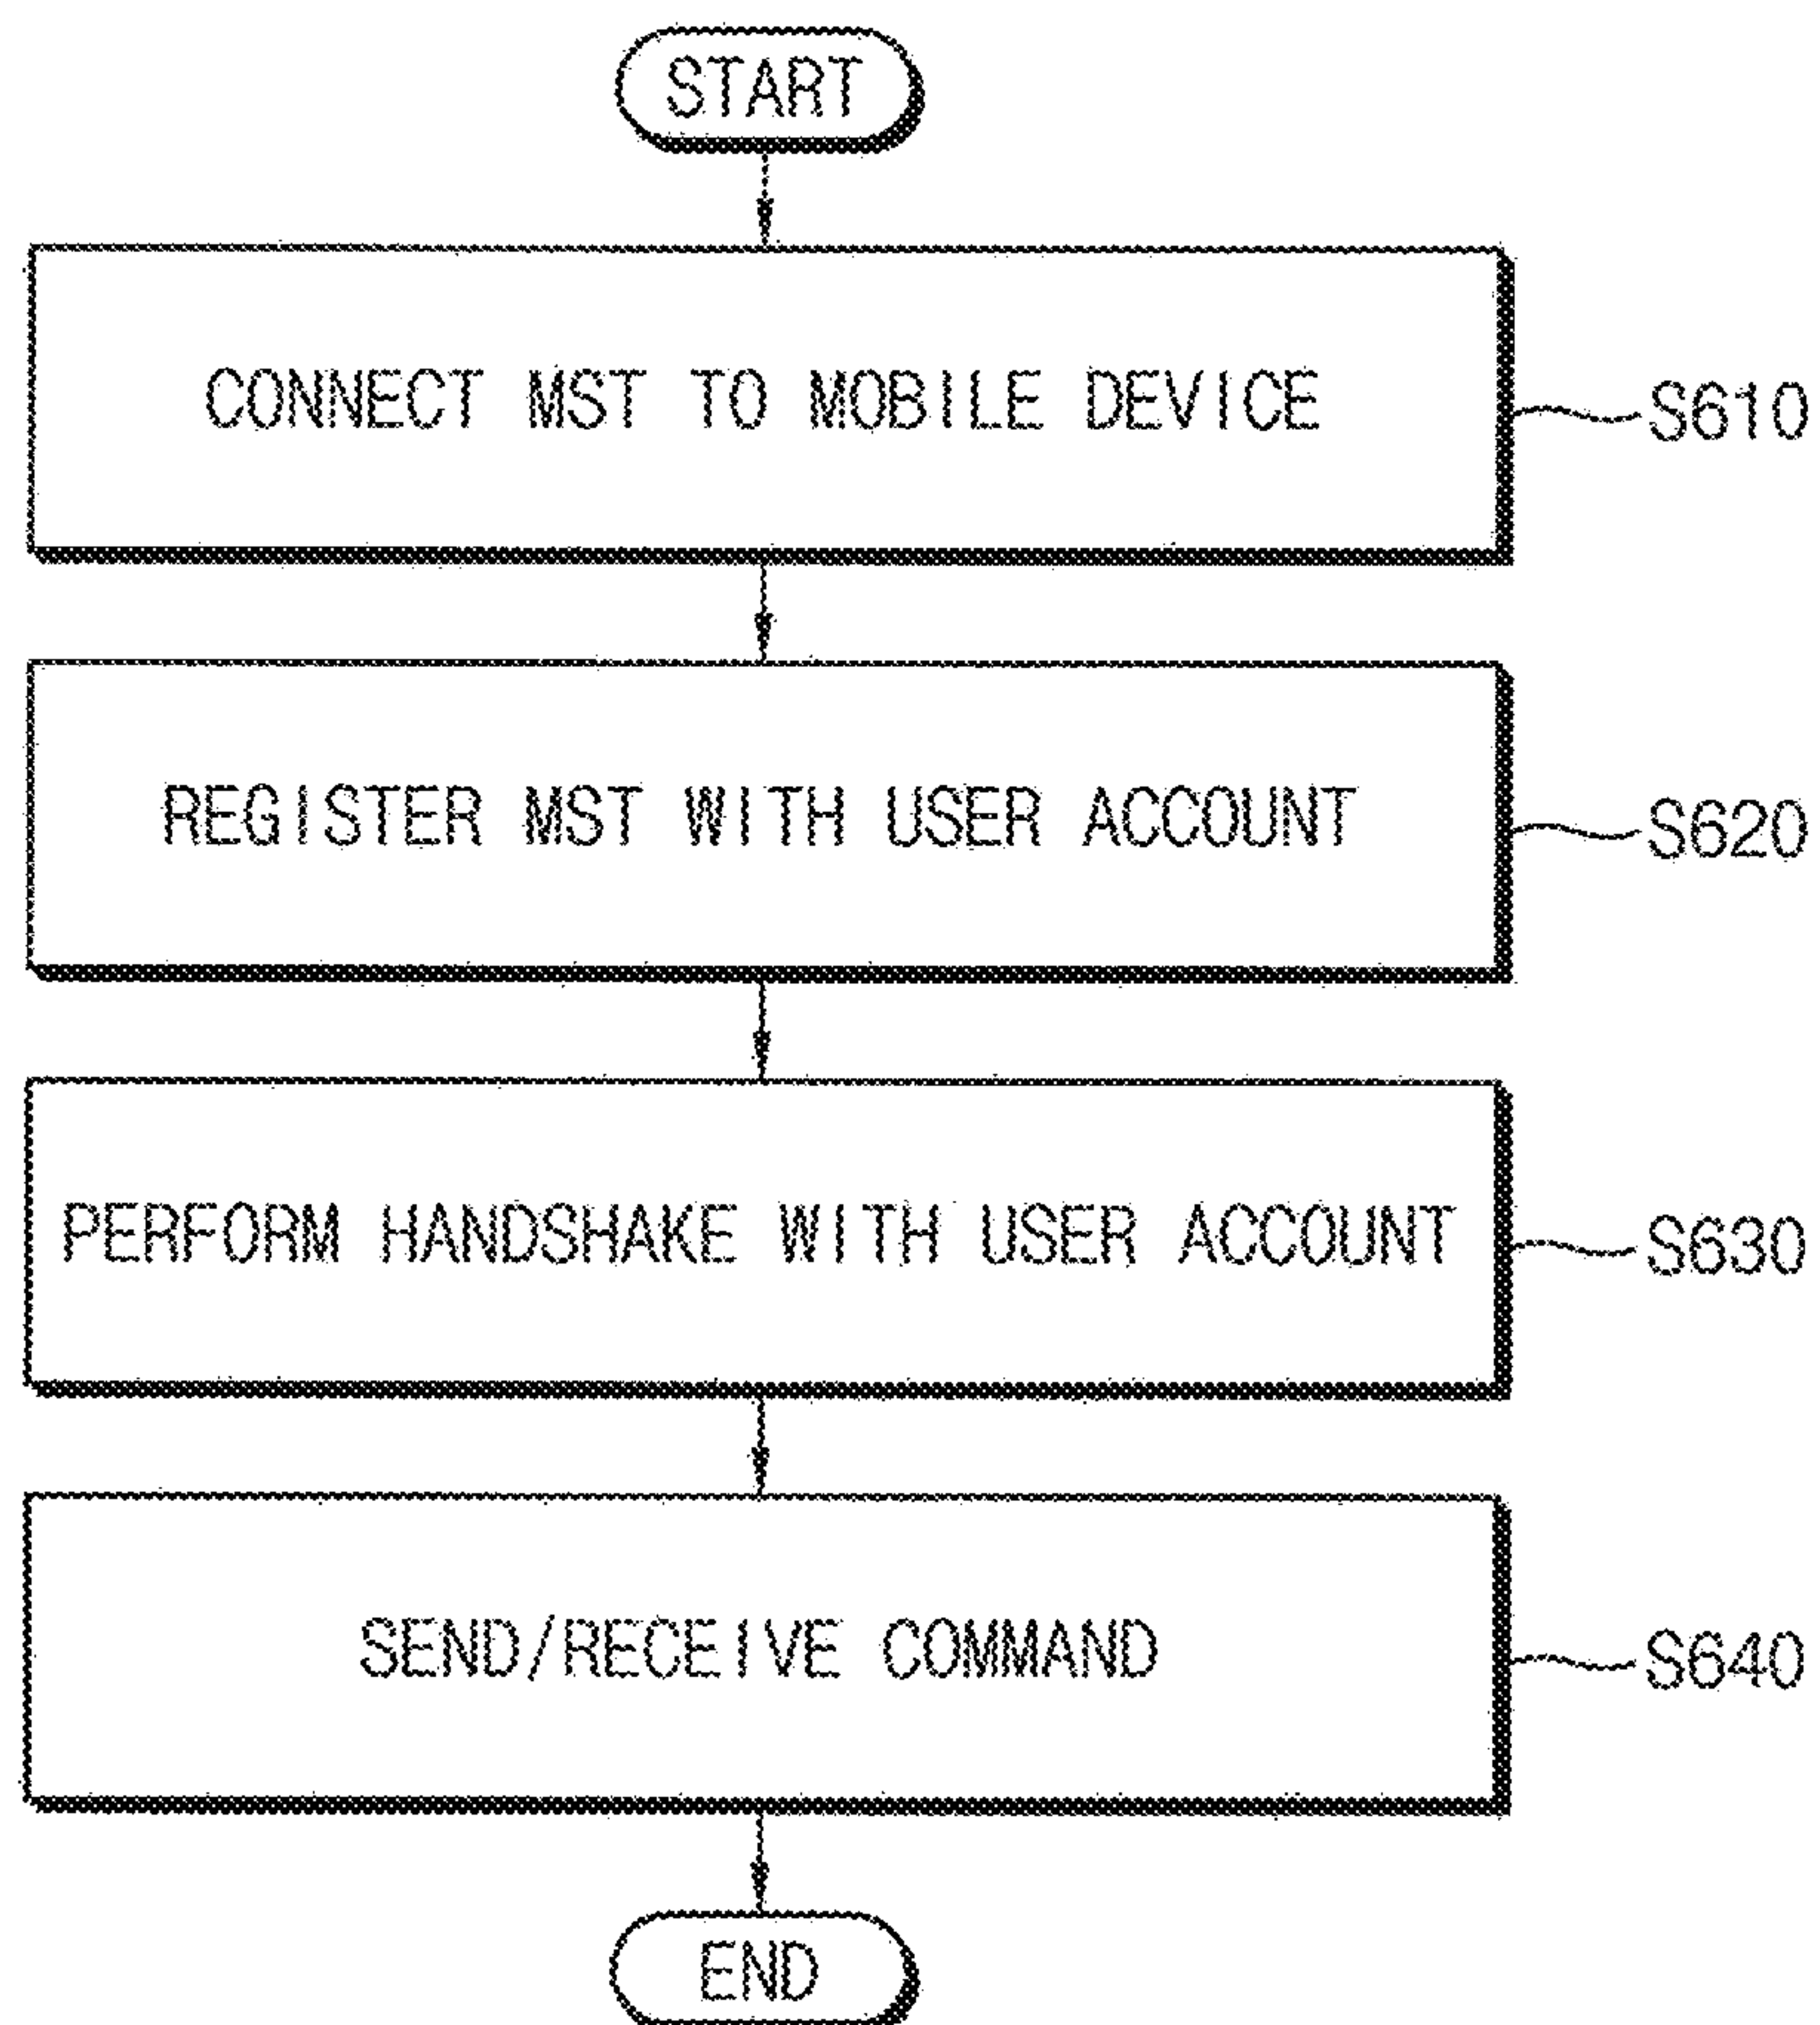 START
CONNECT MST TO MOBILE DEVICE
S610
REGISTER MST WITH USER ACCOUNT
S620
PERFORM HANDSHAKE WITH USER ACCOUNT
S630
SEND/RECEIVE COMMAND
S640
END